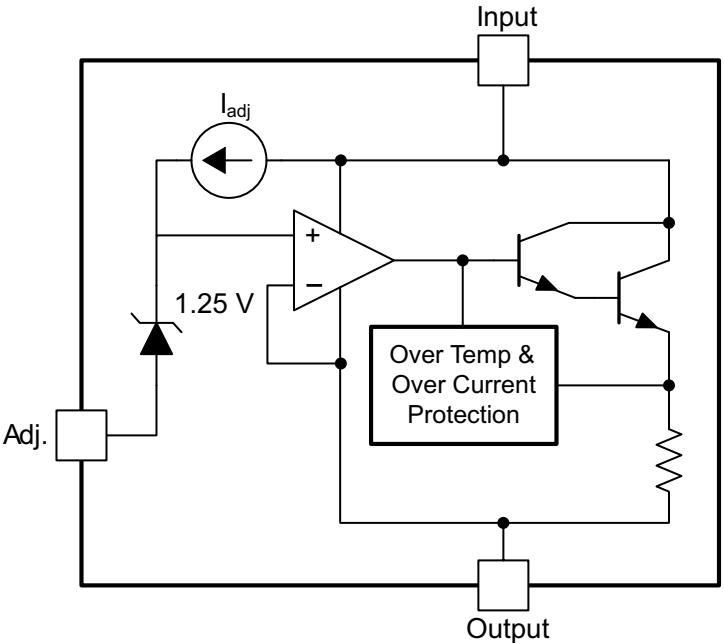 Input
Iadj
+
−
1.25 V
Over Temp &
Over Current
Protection
Adj.
Output